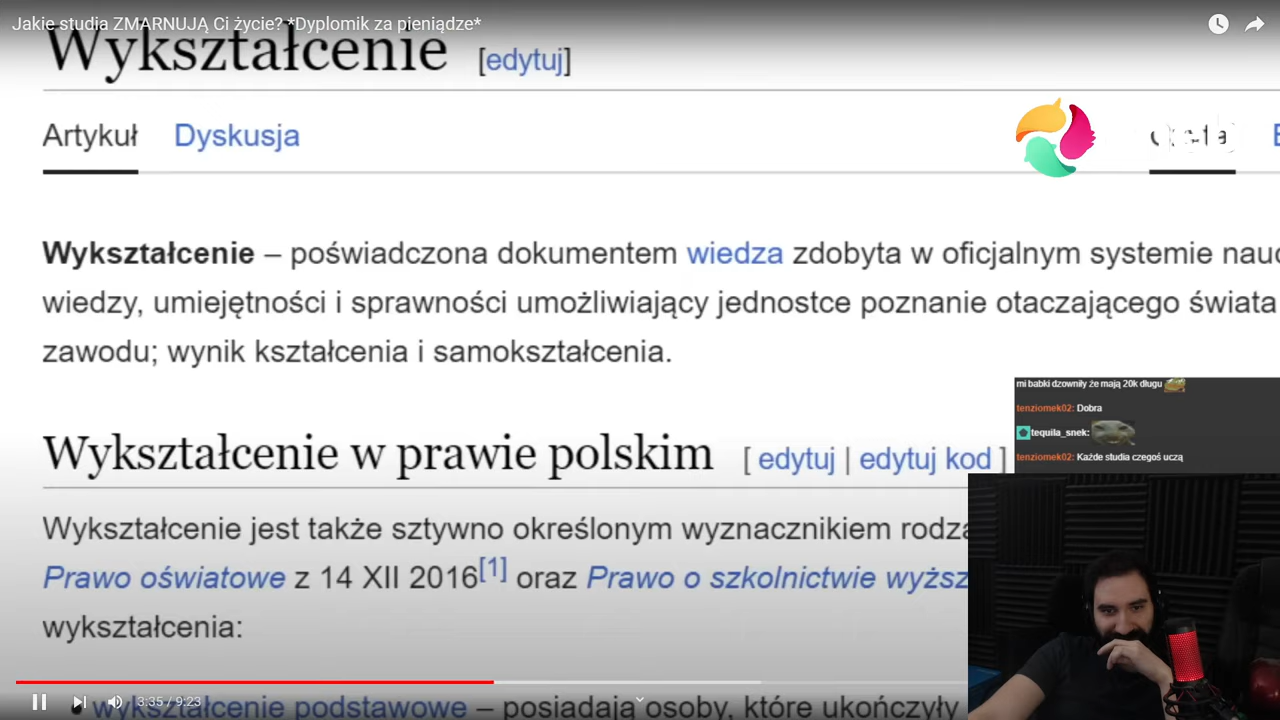 Jakie studia ZMARNUJĄ Ci życie? *Dyplomik za pieniądze*
Wykształcenie [edytuj]
Artykuł Dyskusja
Wykształcenie – poświadczona dokumentem wiedza zdobyta w oficjalnym systemie nauc
wiedzy, umiejętności i sprawności umożliwiający jednostce poznanie otaczającego świata
zawodu; wynik kształcenia i samokształcenia.
mi babki dzowniły że mają 20k dlugu
tenziomek02: Dobra
tequila_snek:
tenziomek02: Każde studia czegoś uczą
Wykształcenie w prawie polskim [ edytuj | edytuj kod ]
Wykształcenie jest także sztywno określonym wyznacznikiem rodza
Prawo oświatowe z 14 XII 2016[1] oraz Prawo o szkolnictwie wyższ
wykształcenia:
wykształcenie podstawowe – posiadają osoby, które ukończyły
3:35 / 9:23